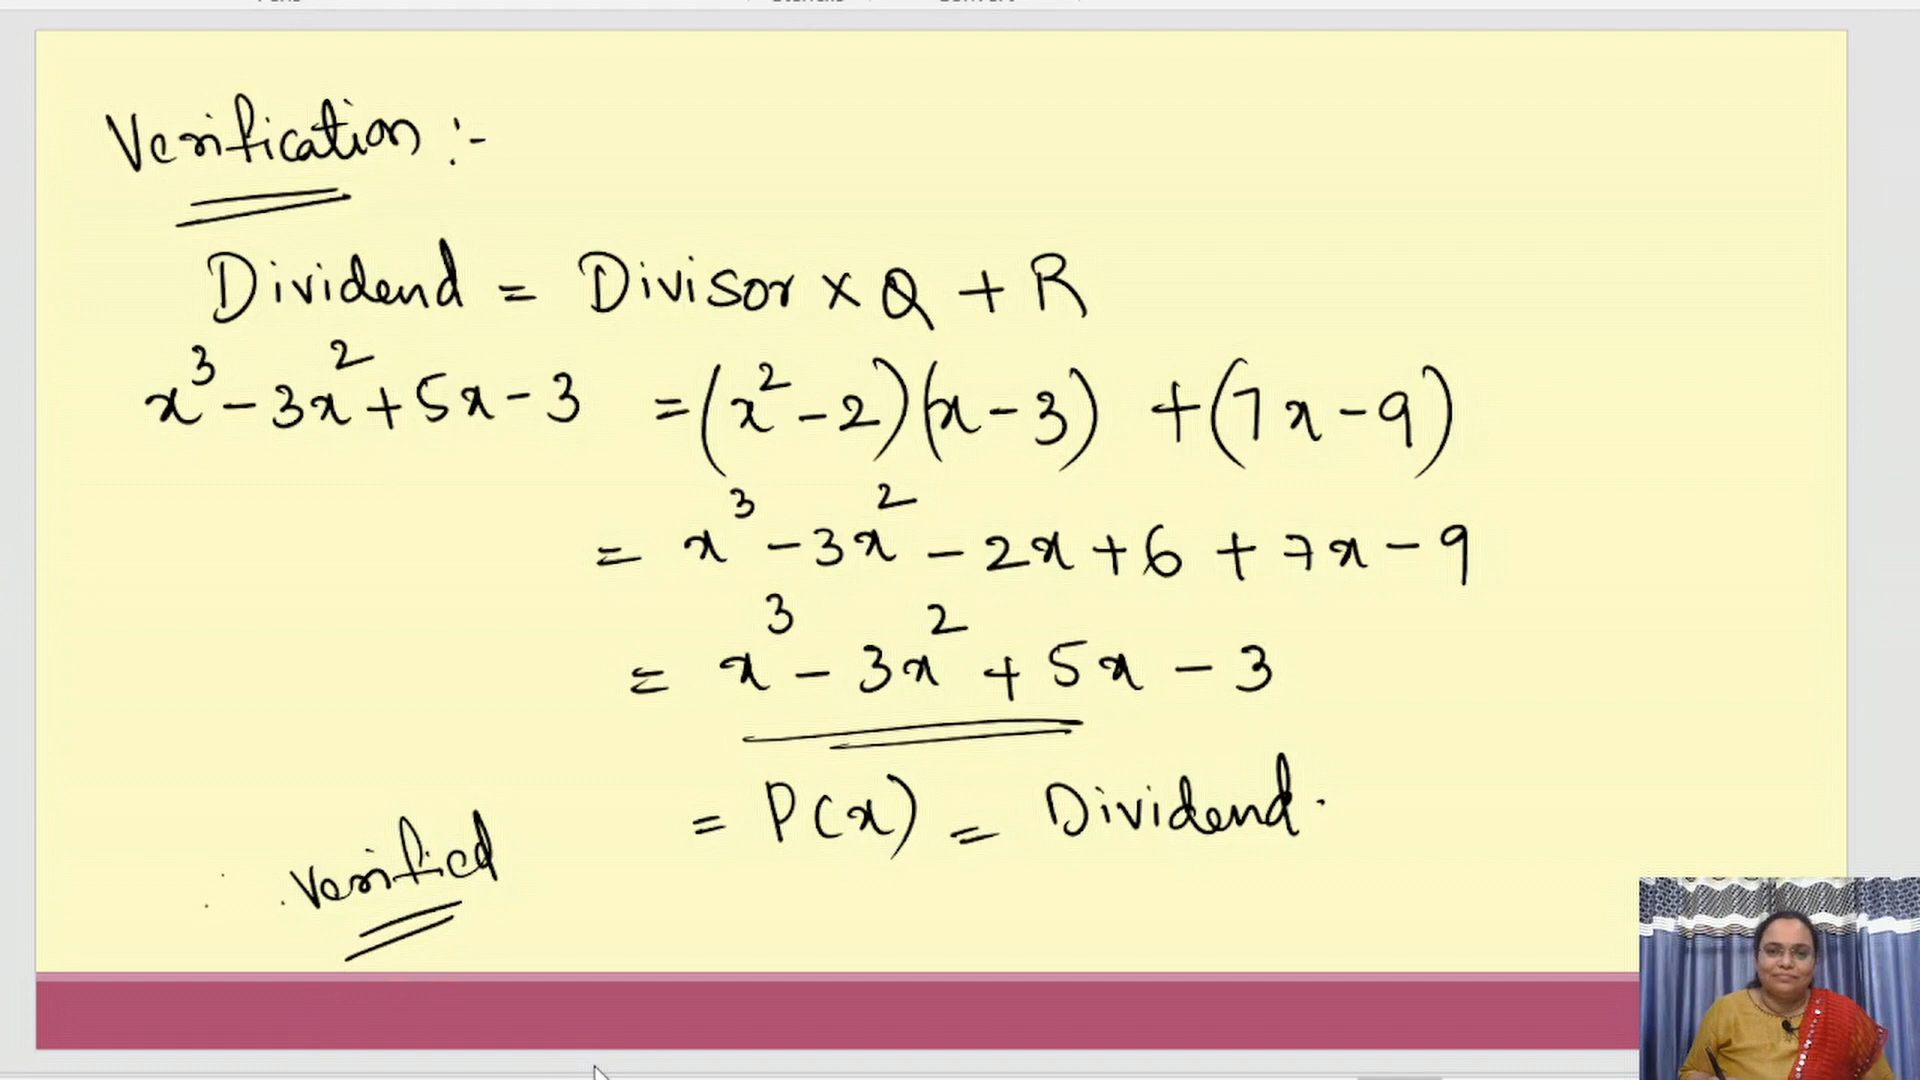 Verification :-
Dividend = Divisor × Q + R
x³ - 3x² + 5x - 3 = (x² - 2)(x - 3) + (7x - 9)
= x³ - 3x² - 2x + 6 + 7x - 9
= x³ - 3x² + 5x - 3
= P(x) = Dividend.
∴ Verified